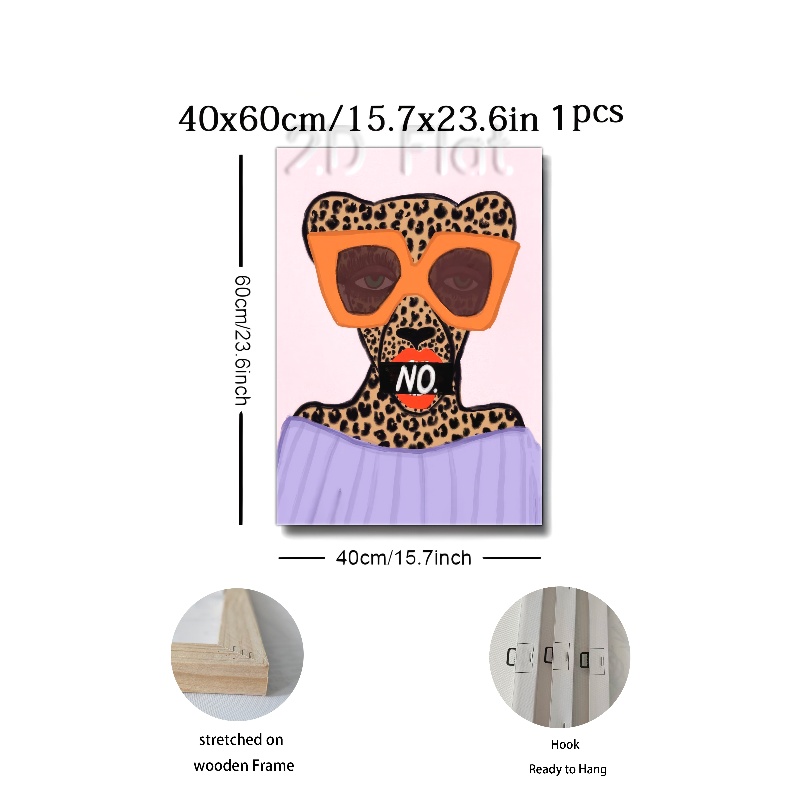 40x60cm/15.7x23.6in 1pcs
2.D Flat.
60cm/23.6inch
NO.
40cm/15.7inch
stretched on
wooden Frame
Hook
Ready to Hang